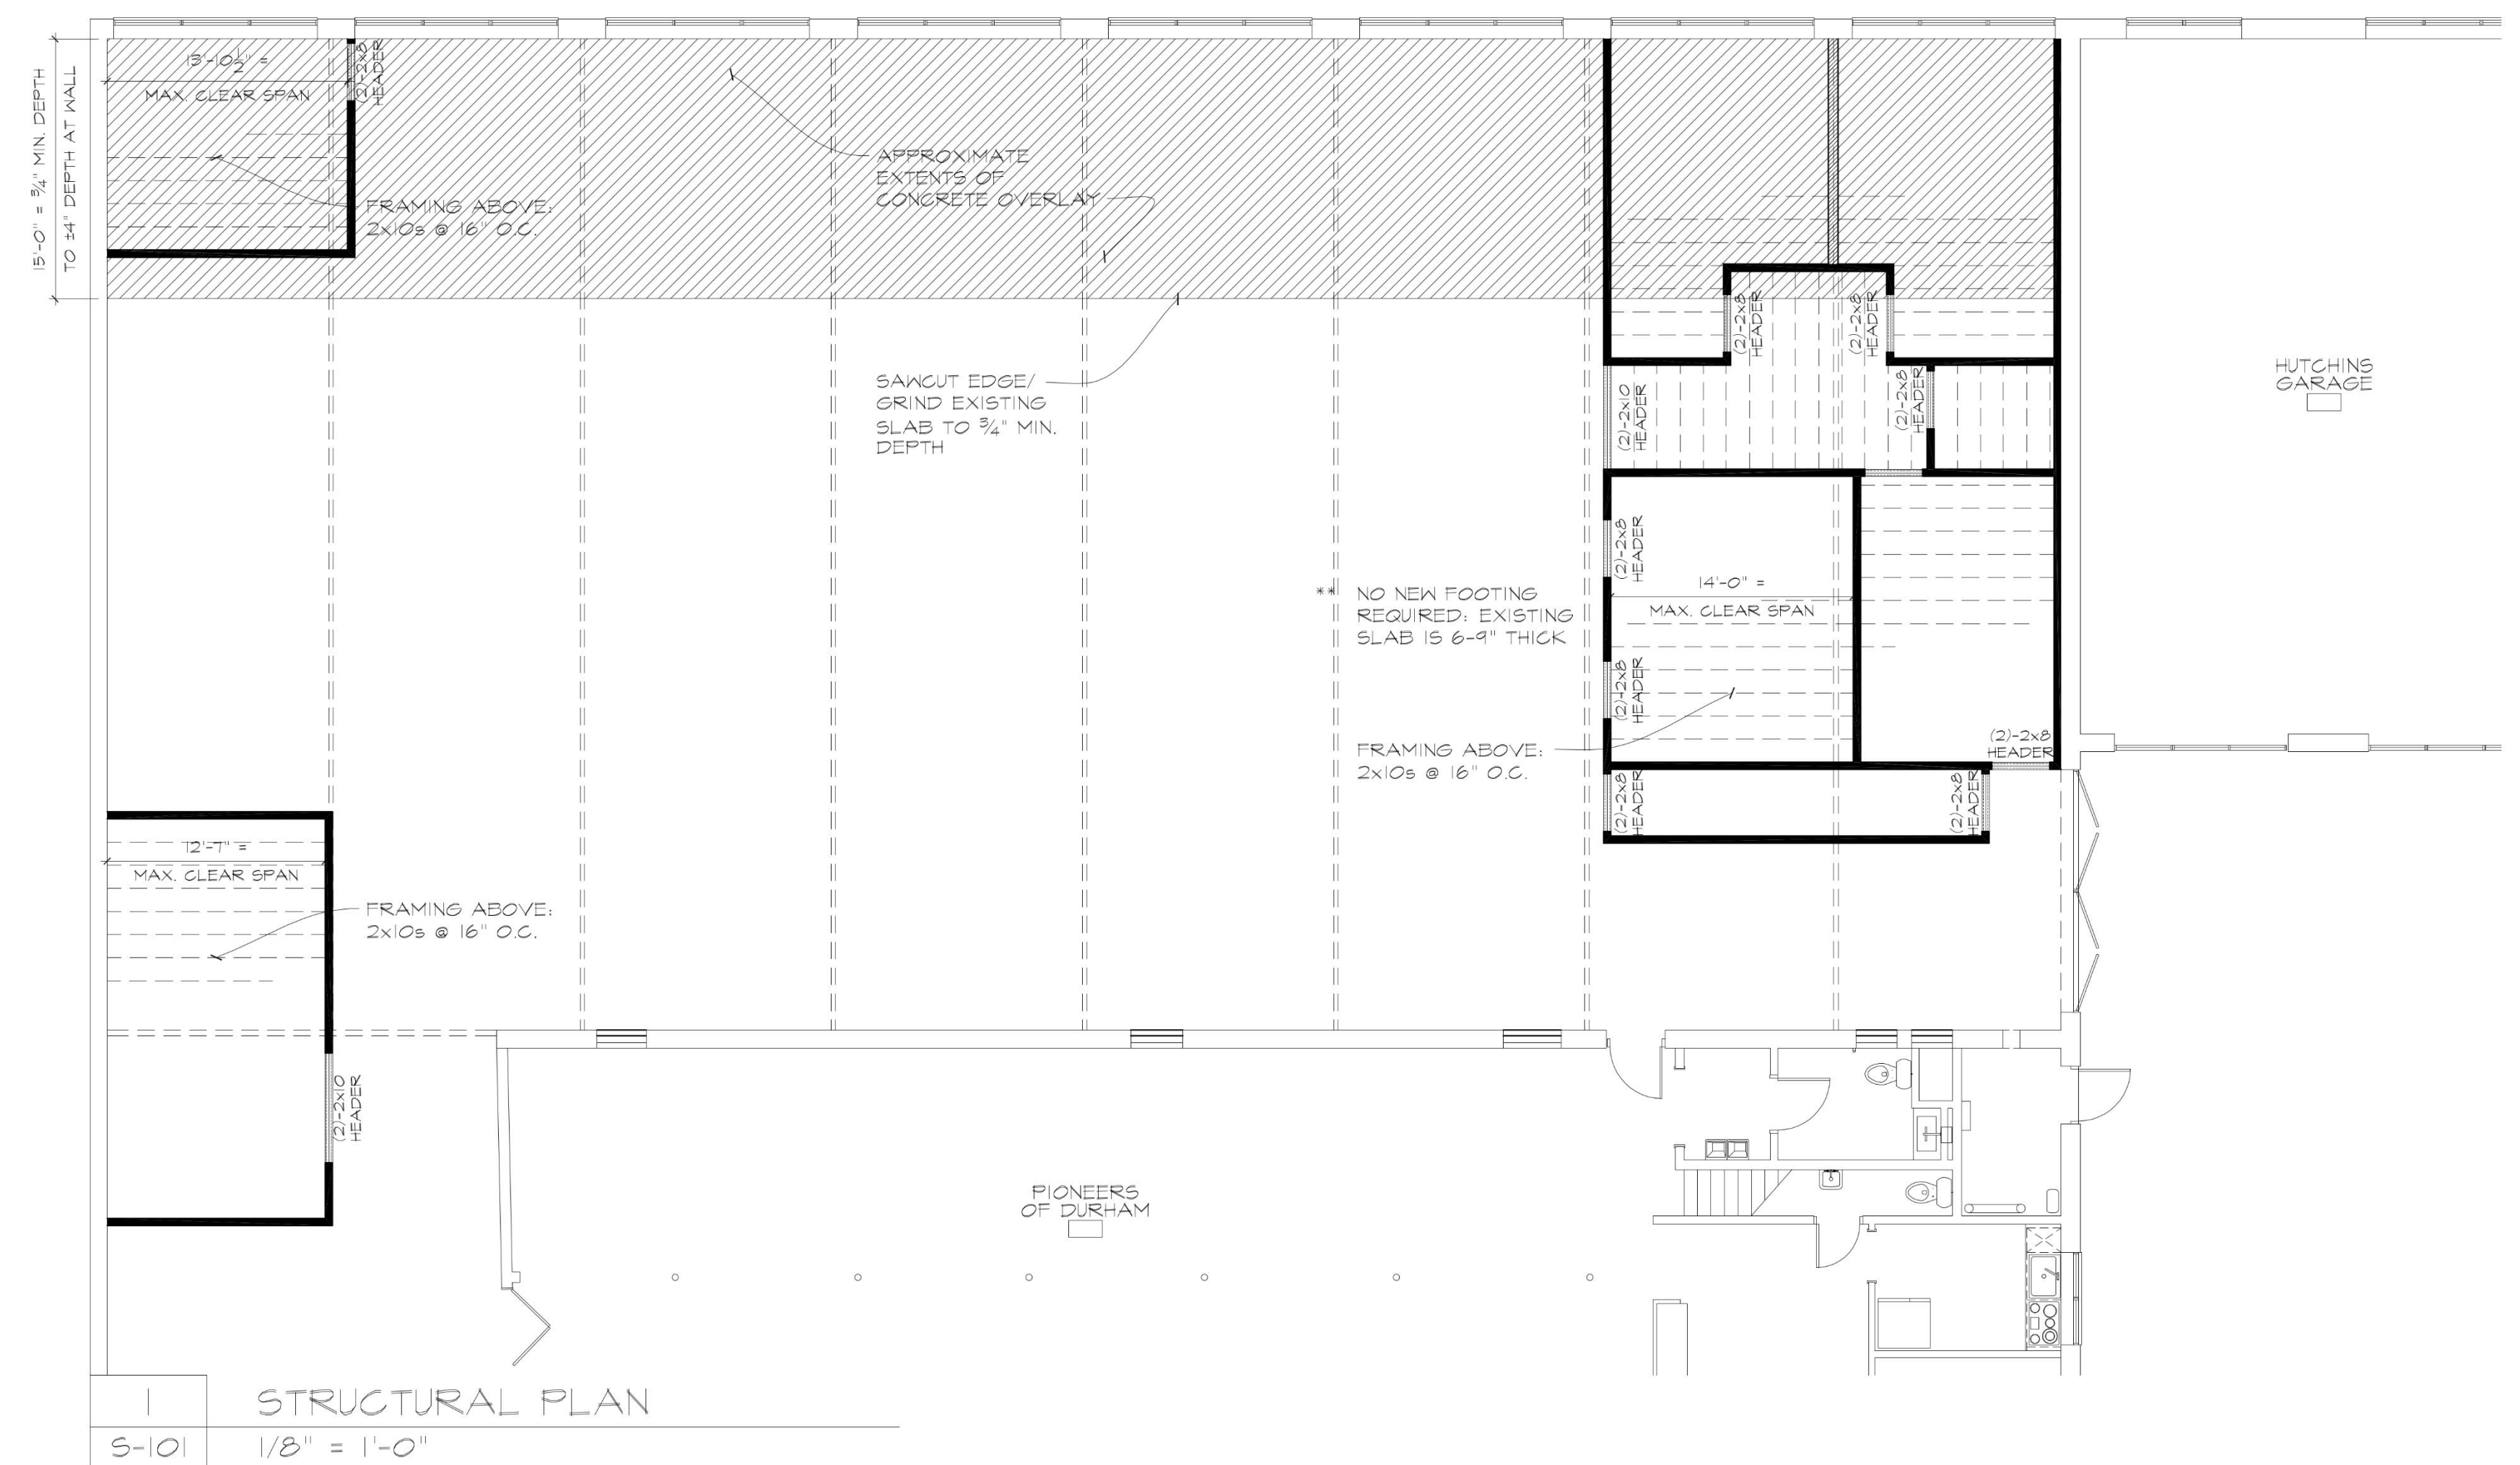 13'-10 1/2" =
MAX. CLEAR SPAN
(2)-2x8
HEADER
15'-0" = 3/4" MIN. DEPTH
TO ±4" DEPTH AT WALL
FRAMING ABOVE:
2x10s @ 16" O.C.
APPROXIMATE
EXTENTS OF
CONCRETE OVERLAY
SAWCUT EDGE/
GRIND EXISTING
SLAB TO 3/4" MIN.
DEPTH
(2)-2x8
HEADER
(2)-2x8
HEADER
(2)-2x10
HEADER
(2)-2x8
HEADER
HUTCHINS
GARAGE
(2)-2x8
HEADER
14'-0" =
MAX. CLEAR SPAN
** NO NEW FOOTING
REQUIRED: EXISTING
SLAB IS 6-9" THICK
(2)-2x8
HEADER
FRAMING ABOVE:
2x10s @ 16" O.C.
(2)-2x8
HEADER
(2)-2x8
HEADER
(2)-2x8
HEADER
12'-7" =
MAX. CLEAR SPAN
FRAMING ABOVE:
2x10s @ 16" O.C.
(2)-2x10
HEADER
PIONEERS
OF DURHAM
1
STRUCTURAL PLAN
S-101
1/8" = 1'-0"